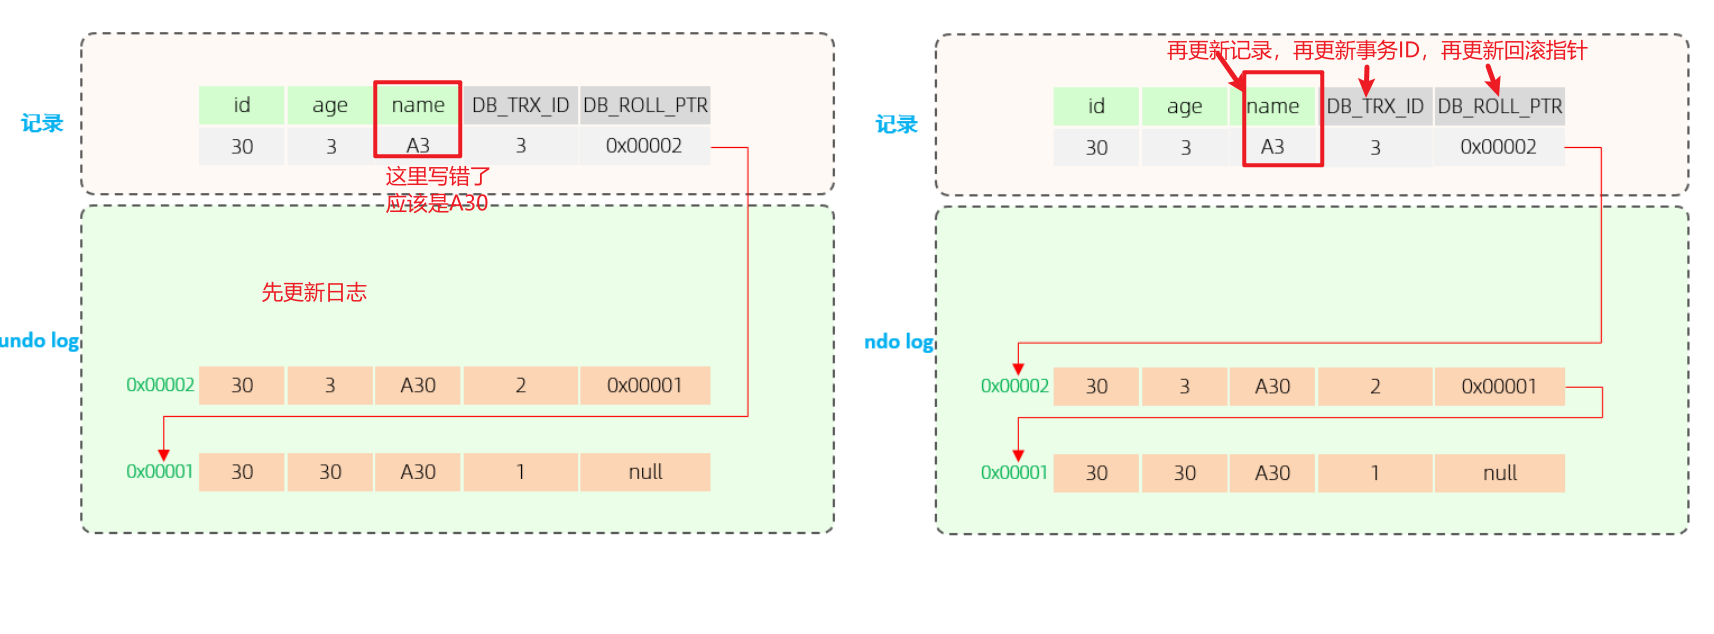 记录
id age name DB_TRX_ID DB_ROLL_PTR
30 3 A3 3 0x00002
这里写错了
应该是A30
undo log
先更新日志
0x00002 30 3 A30 2 0x00001
0x00001 30 30 A30 1 null
再更新记录，再更新事务ID，再更新回滚指针
记录
id age name DB_TRX_ID DB_ROLL_PTR
30 3 A3 3 0x00002
ndo log
0x00002 30 3 A30 2 0x00001
0x00001 30 30 A30 1 null